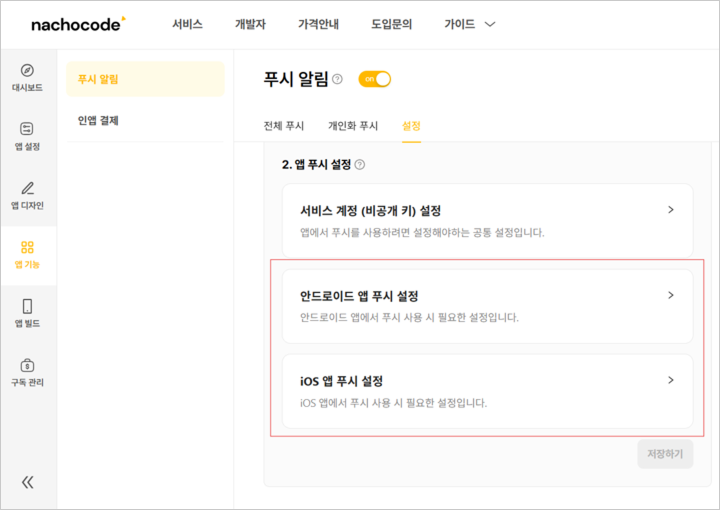 nachocode
서비스
개발자
가격안내
도입문의
가이드
대시보드
앱 설정
앱 디자인
앱 기능
앱 빌드
구독 관리
푸시 알림
인앱 결제
푸시 알림 ? on
전체 푸시
개인화 푸시
설정
2. 앱 푸시 설정 ?
서비스 계정 (비공개 키) 설정
앱에서 푸시를 사용하려면 설정해야하는 공통 설정입니다.
안드로이드 앱 푸시 설정
안드로이드 앱에서 푸시 사용 시 필요한 설정입니다.
iOS 앱 푸시 설정
iOS 앱에서 푸시 사용 시 필요한 설정입니다.
저장하기